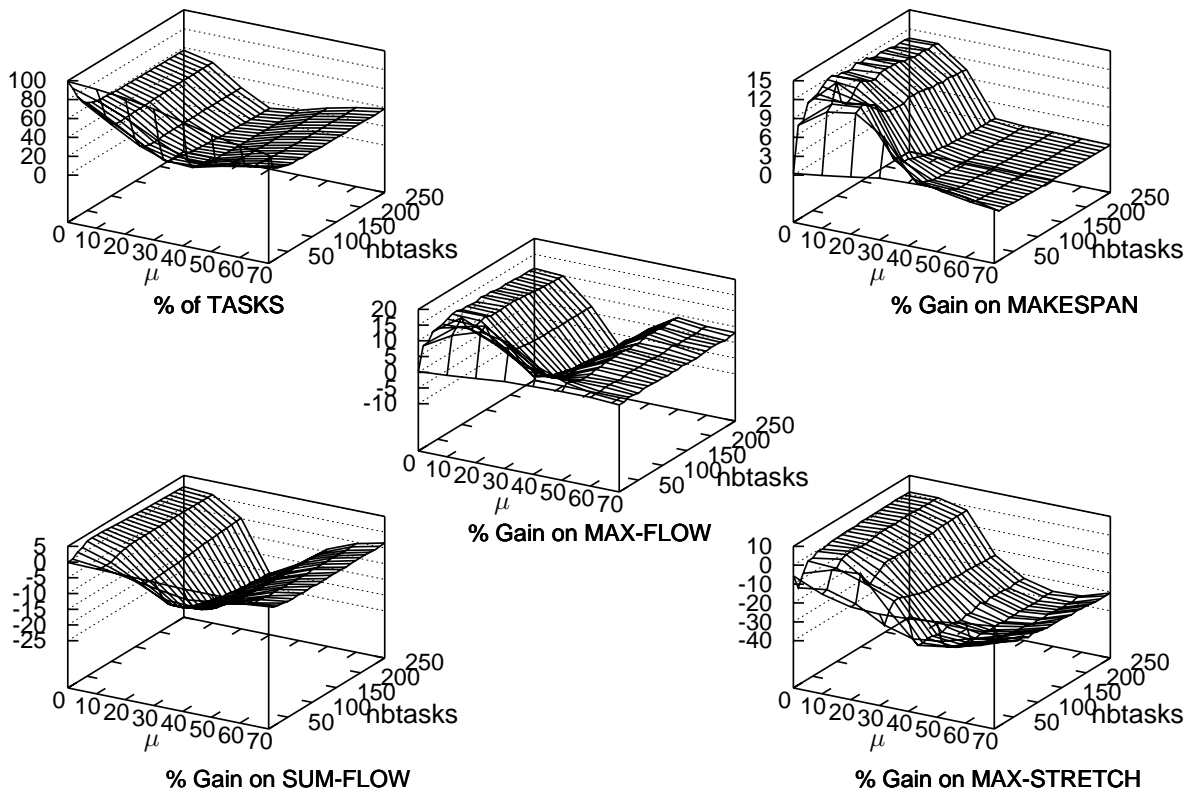 100
80
60
40
20
0
0 10 20 30 40 50 60 70
μ
50 100 150 200 250
nbtasks
% of TASKS
15
12
9
6
3
0
0 10 20 30 40 50 60 70
μ
50 100 150 200 250
nbtasks
% Gain on MAKESPAN
20
15
10
5
0
-5
-10
0 10 20 30 40 50 60 70
μ
50 100 150 200 250
nbtasks
% Gain on MAX-FLOW
5
0
-5
-10
-15
-20
-25
0 10 20 30 40 50 60 70
μ
50 100 150 200 250
nbtasks
% Gain on SUM-FLOW
10
0
-10
-20
-30
-40
0 10 20 30 40 50 60 70
μ
50 100 150 200 250
nbtasks
% Gain on MAX-STRETCH